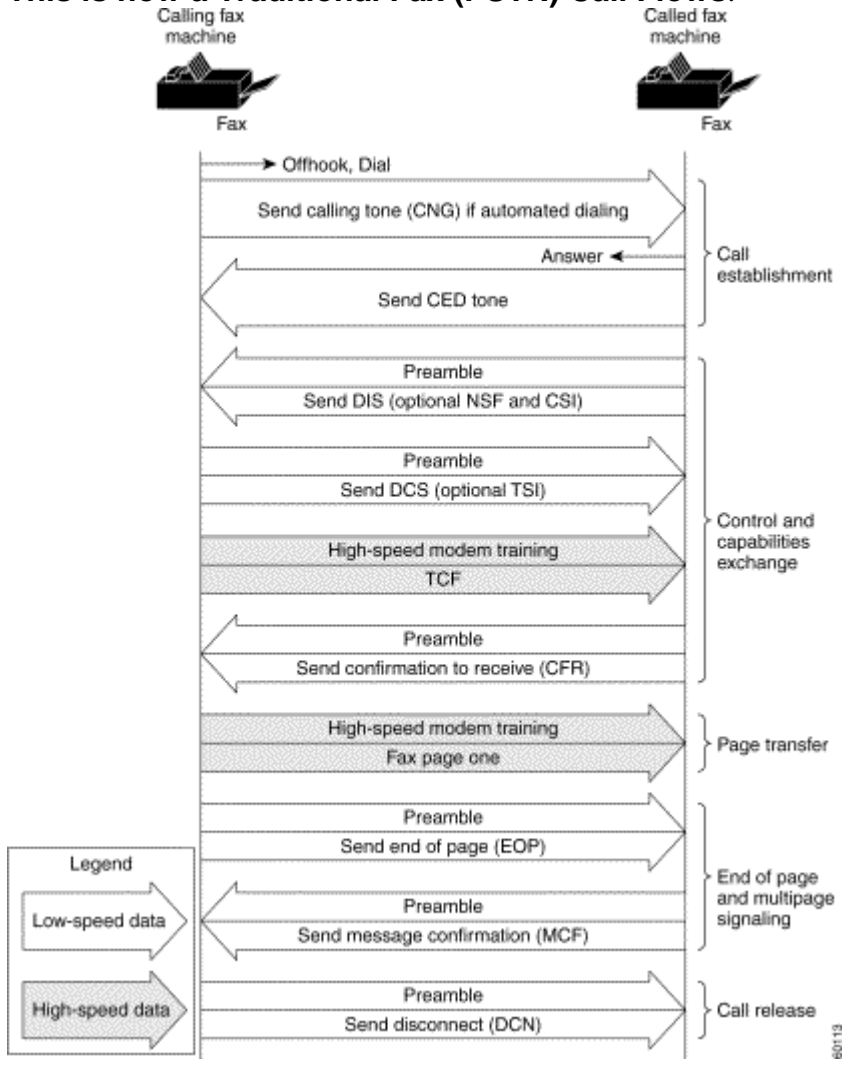 Calling fax
machine
Called fax
machine
Fax
Fax
Offhook, Dial
Send calling tone (CNG) if automated dialing
Answer
Call
establishment
Send CED tone
Preamble
Send DIS (optional NSF and CSI)
Preamble
Send DCS (optional TSI)
Control and
capabilities
exchange
High-speed modem training
TCF
Preamble
Send confirmation to receive (CFR)
High-speed modem training
Fax page one
Page transfer
Preamble
Send end of page (EOP)
End of page
and multipage
signaling
Preamble
Send message confirmation (MCF)
Preamble
Send disconnect (DCN)
Call release
Legend
Low-speed data
High-speed data
60113